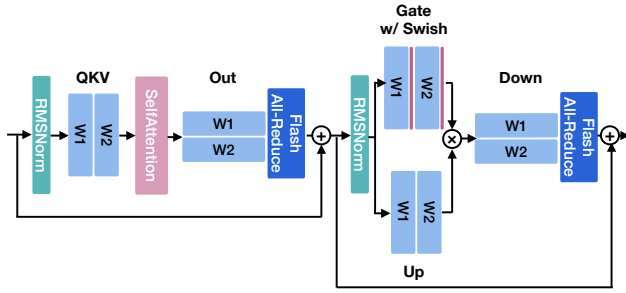 RMSNorm
QKV
W1
W2
SelfAttention
Out
W1
W2
Flash
All-Reduce
+
RMSNorm
Gate
w/ Swish
W1
W2
×
W1
W2
Up
Down
W1
W2
Flash
All-Reduce
+